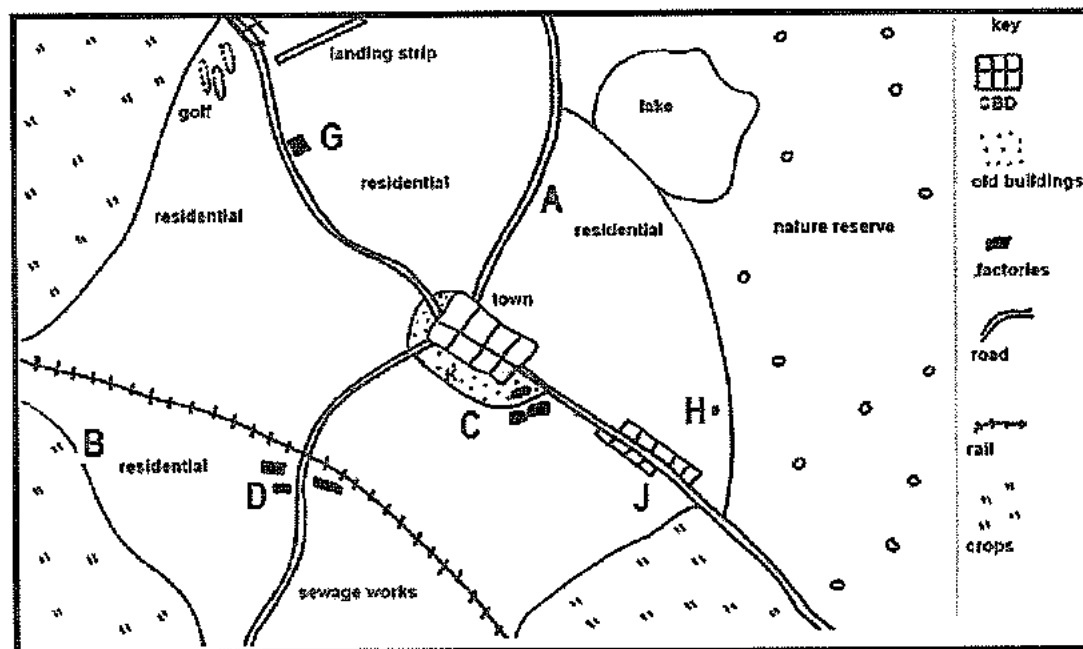 landing strip
golf
G
residential
residential
A
residential
lake
nature reserve
town
C
H
J
B
residential
D
sewage works
key
CBD
old buildings
factories
road
rail
crops